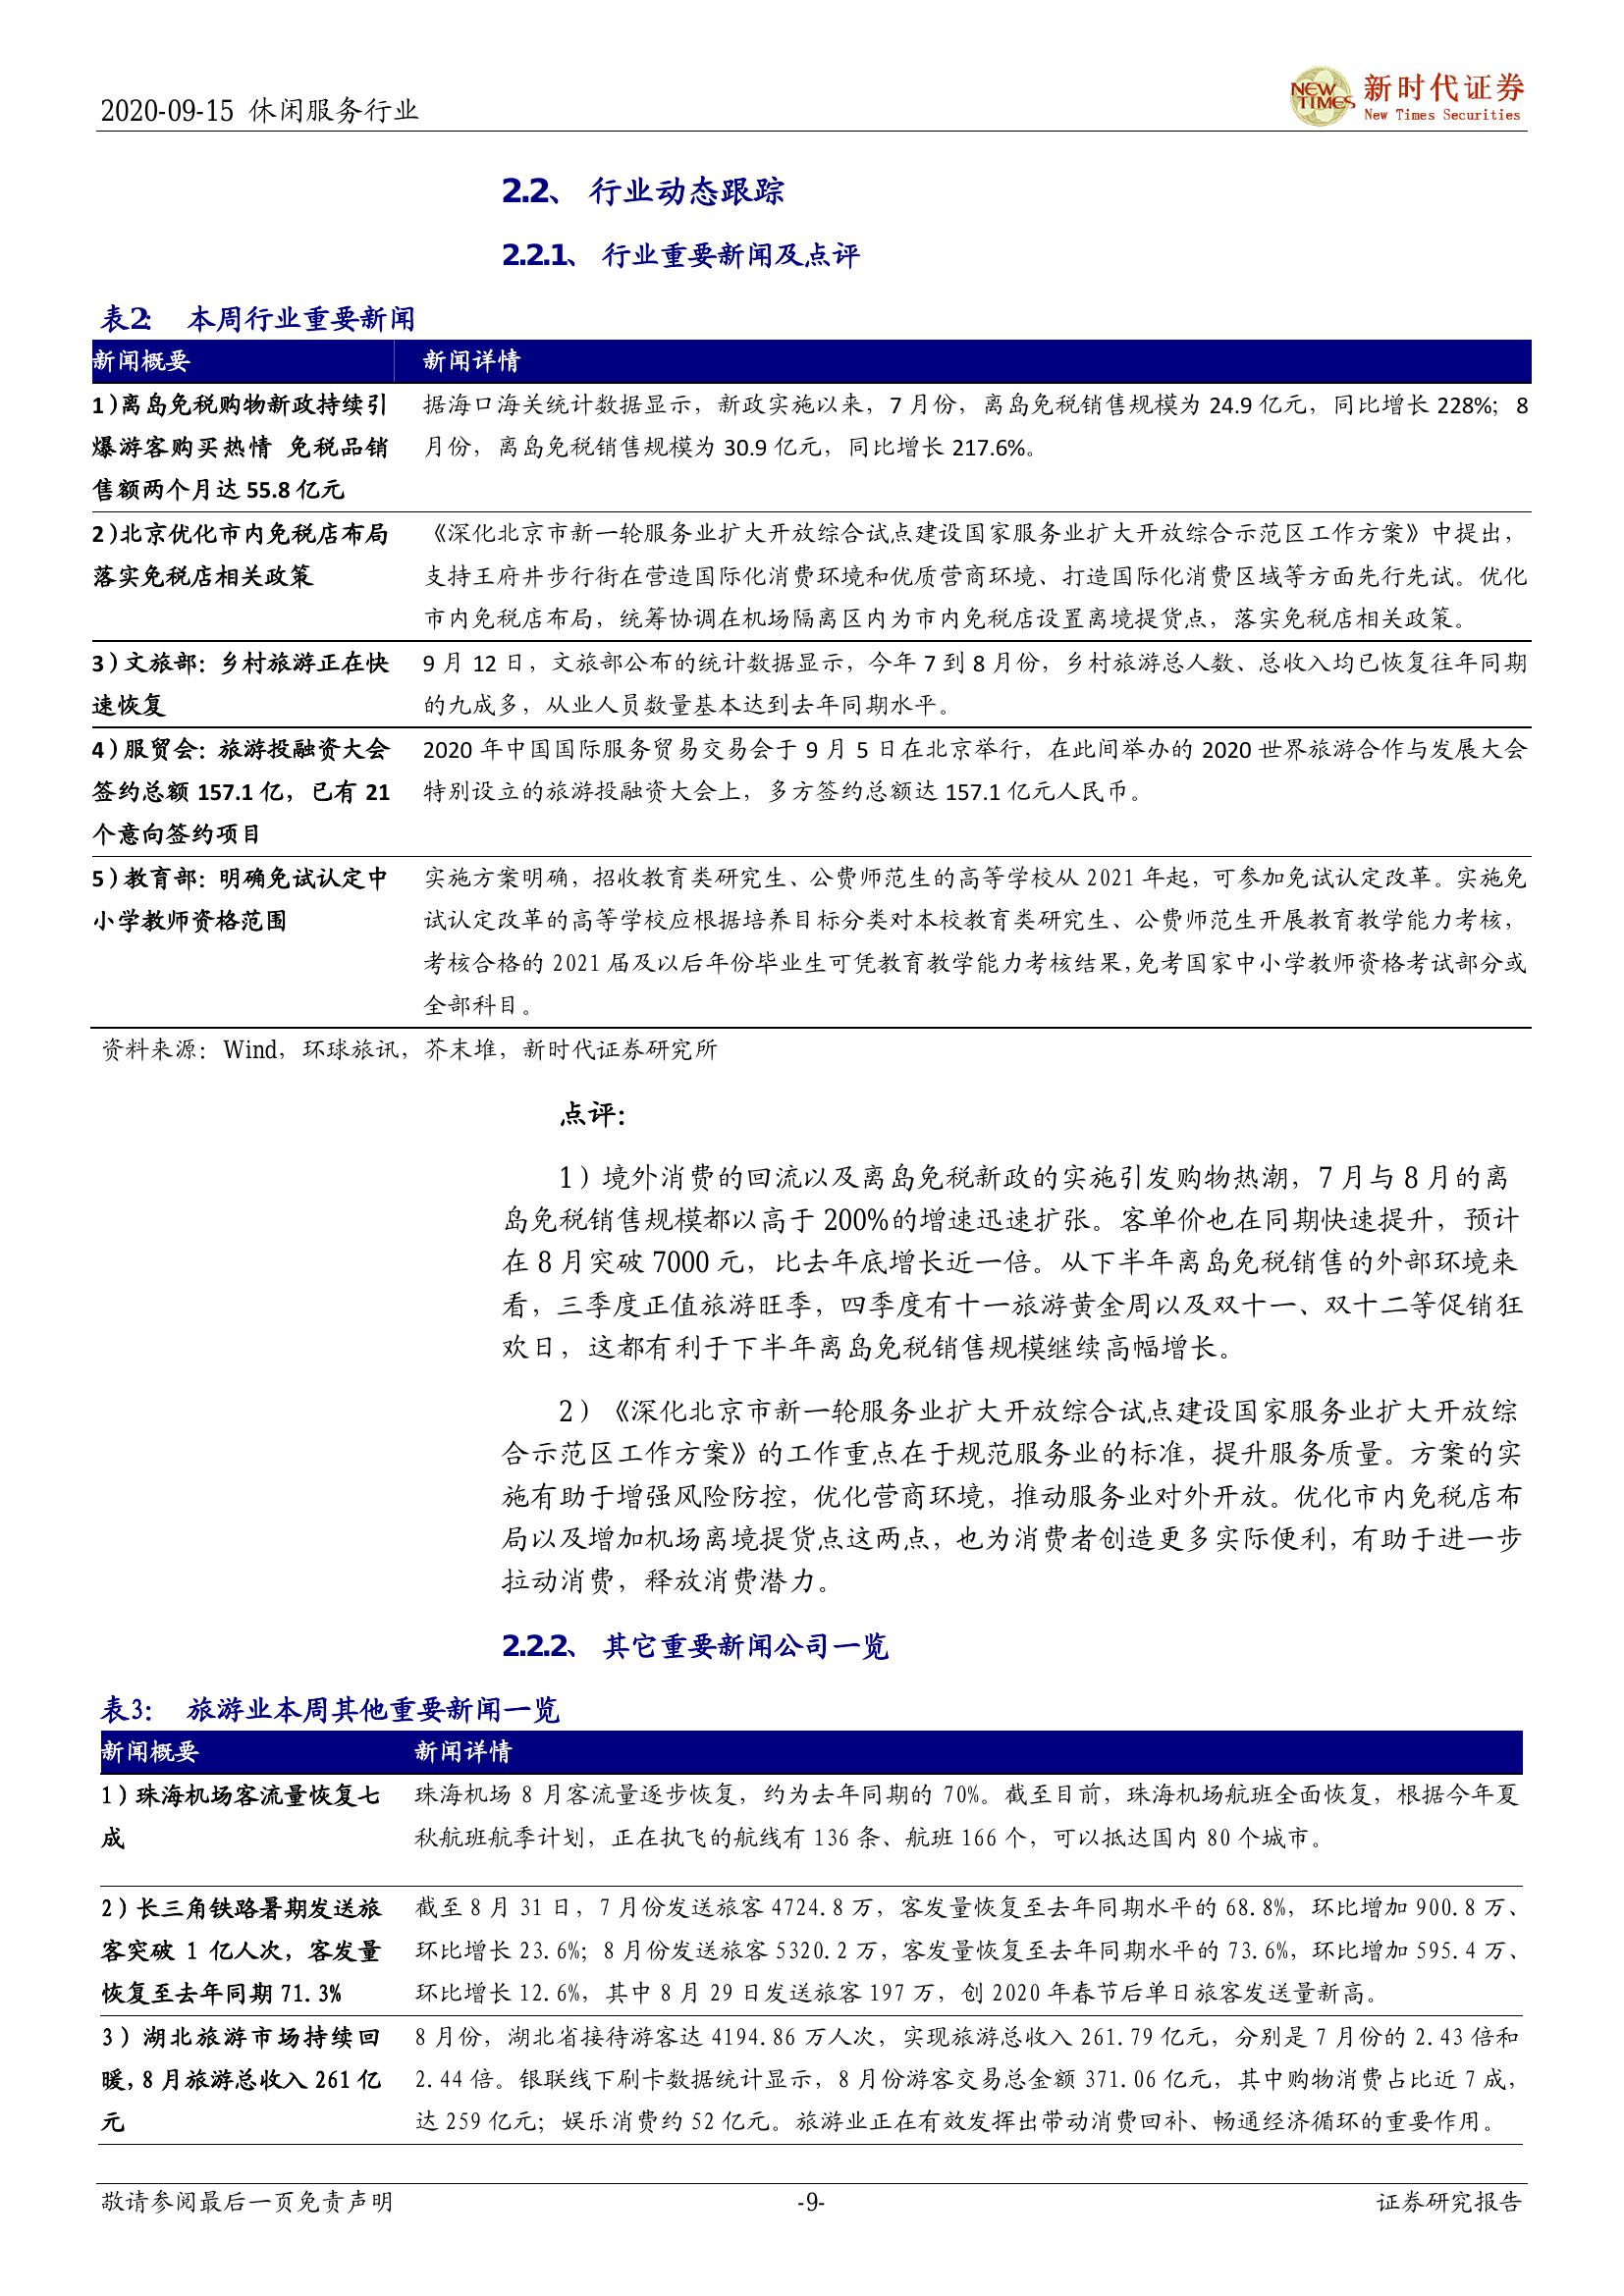 2020-09-15 休闲服务行业
NEW TIMES 新时代证券
New Times Securities
2.2、 行业动态跟踪
2.2.1、 行业重要新闻及点评
表2: 本周行业重要新闻
新闻概要 新闻详情
1)离岛免税购物新政持续引
爆游客购买热情 免税品销
售额两个月达 55.8 亿元
据海口海关统计数据显示，新政实施以来，7 月份，离岛免税销售规模为 24.9 亿元，同比增长 228%；8
月份，离岛免税销售规模为 30.9 亿元，同比增长 217.6%。
2)北京优化市内免税店布局
落实免税店相关政策
《深化北京市新一轮服务业扩大开放综合试点建设国家服务业扩大开放综合示范区工作方案》中提出，
支持王府井步行街在营造国际化消费环境和优质营商环境、打造国际化消费区域等方面先行先试。优化
市内免税店布局，统筹协调在机场隔离区内为市内免税店设置离境提货点，落实免税店相关政策。
3)文旅部：乡村旅游正在快
速恢复
9 月 12 日，文旅部公布的统计数据显示，今年 7 到 8 月份，乡村旅游总人数、总收入均已恢复往年同期
的九成多，从业人员数量基本达到去年同期水平。
4)服贸会：旅游投融资大会
签约总额 157.1 亿，已有 21
个意向签约项目
2020 年中国国际服务贸易交易会于 9 月 5 日在北京举行，在此间举办的 2020 世界旅游合作与发展大会
特别设立的旅游投融资大会上，多方签约总额达 157.1 亿元人民币。
5)教育部：明确免试认定中
小学教师资格范围
实施方案明确，招收教育类研究生、公费师范生的高等学校从 2021 年起，可参加免试认定改革。实施免
试认定改革的高等学校应根据培养目标分类对本校教育类研究生、公费师范生开展教育教学能力考核，
考核合格的 2021 届及以后年份毕业生可凭教育教学能力考核结果，免考国家中小学教师资格考试部分或
全部科目。
资料来源：Wind，环球旅讯，芥末堆，新时代证券研究所
点评：
1）境外消费的回流以及离岛免税新政的实施引发购物热潮，7 月与 8 月的离
岛免税销售规模都以高于 200%的增速迅速扩张。客单价也在同期快速提升，预计
在 8 月突破 7000 元，比去年底增长近一倍。从下半年离岛免税销售的外部环境来
看，三季度正值旅游旺季，四季度有十一旅游黄金周以及双十一、双十二等促销狂
欢日，这都有利于下半年离岛免税销售规模继续高幅增长。
2）《深化北京市新一轮服务业扩大开放综合试点建设国家服务业扩大开放综
合示范区工作方案》的工作重点在于规范服务业的标准，提升服务质量。方案的实
施有助于增强风险防控，优化营商环境，推动服务业对外开放。优化市内免税店布
局以及增加机场离境提货点这两点，也为消费者创造更多实际便利，有助于进一步
拉动消费，释放消费潜力。
2.2.2、 其它重要新闻公司一览
表3： 旅游业本周其他重要新闻一览
新闻概要 新闻详情
1）珠海机场客流量恢复七
成
珠海机场 8 月客流量逐步恢复，约为去年同期的 70%。截至目前，珠海机场航班全面恢复，根据今年夏
秋航班航季计划，正在执飞的航线有 136 条、航班 166 个，可以抵达国内 80 个城市。
2）长三角铁路暑期发送旅
客突破 1 亿人次，客发量
恢复至去年同期 71.3%
截至 8 月 31 日，7 月份发送旅客 4724.8 万，客发量恢复至去年同期水平的 68.8%，环比增加 900.8 万、
环比增长 23.6%；8 月份发送旅客 5320.2 万，客发量恢复至去年同期水平的 73.6%，环比增加 595.4 万、
环比增长 12.6%，其中 8 月 29 日发送旅客 197 万，创 2020 年春节后单日旅客发送量新高。
3）湖北旅游市场持续回
暖，8 月旅游总收入 261 亿
元
8 月份，湖北省接待游客达 4194.86 万人次，实现旅游总收入 261.79 亿元，分别是 7 月份的 2.43 倍和
2.44 倍。银联线下刷卡数据统计显示，8 月份游客交易总金额 371.06 亿元，其中购物消费占比近 7 成，
达 259 亿元；娱乐消费约 52 亿元。旅游业正在有效发挥出带动消费回补、畅通经济循环的重要作用。
敬请参阅最后一页免责声明 -9- 证券研究报告